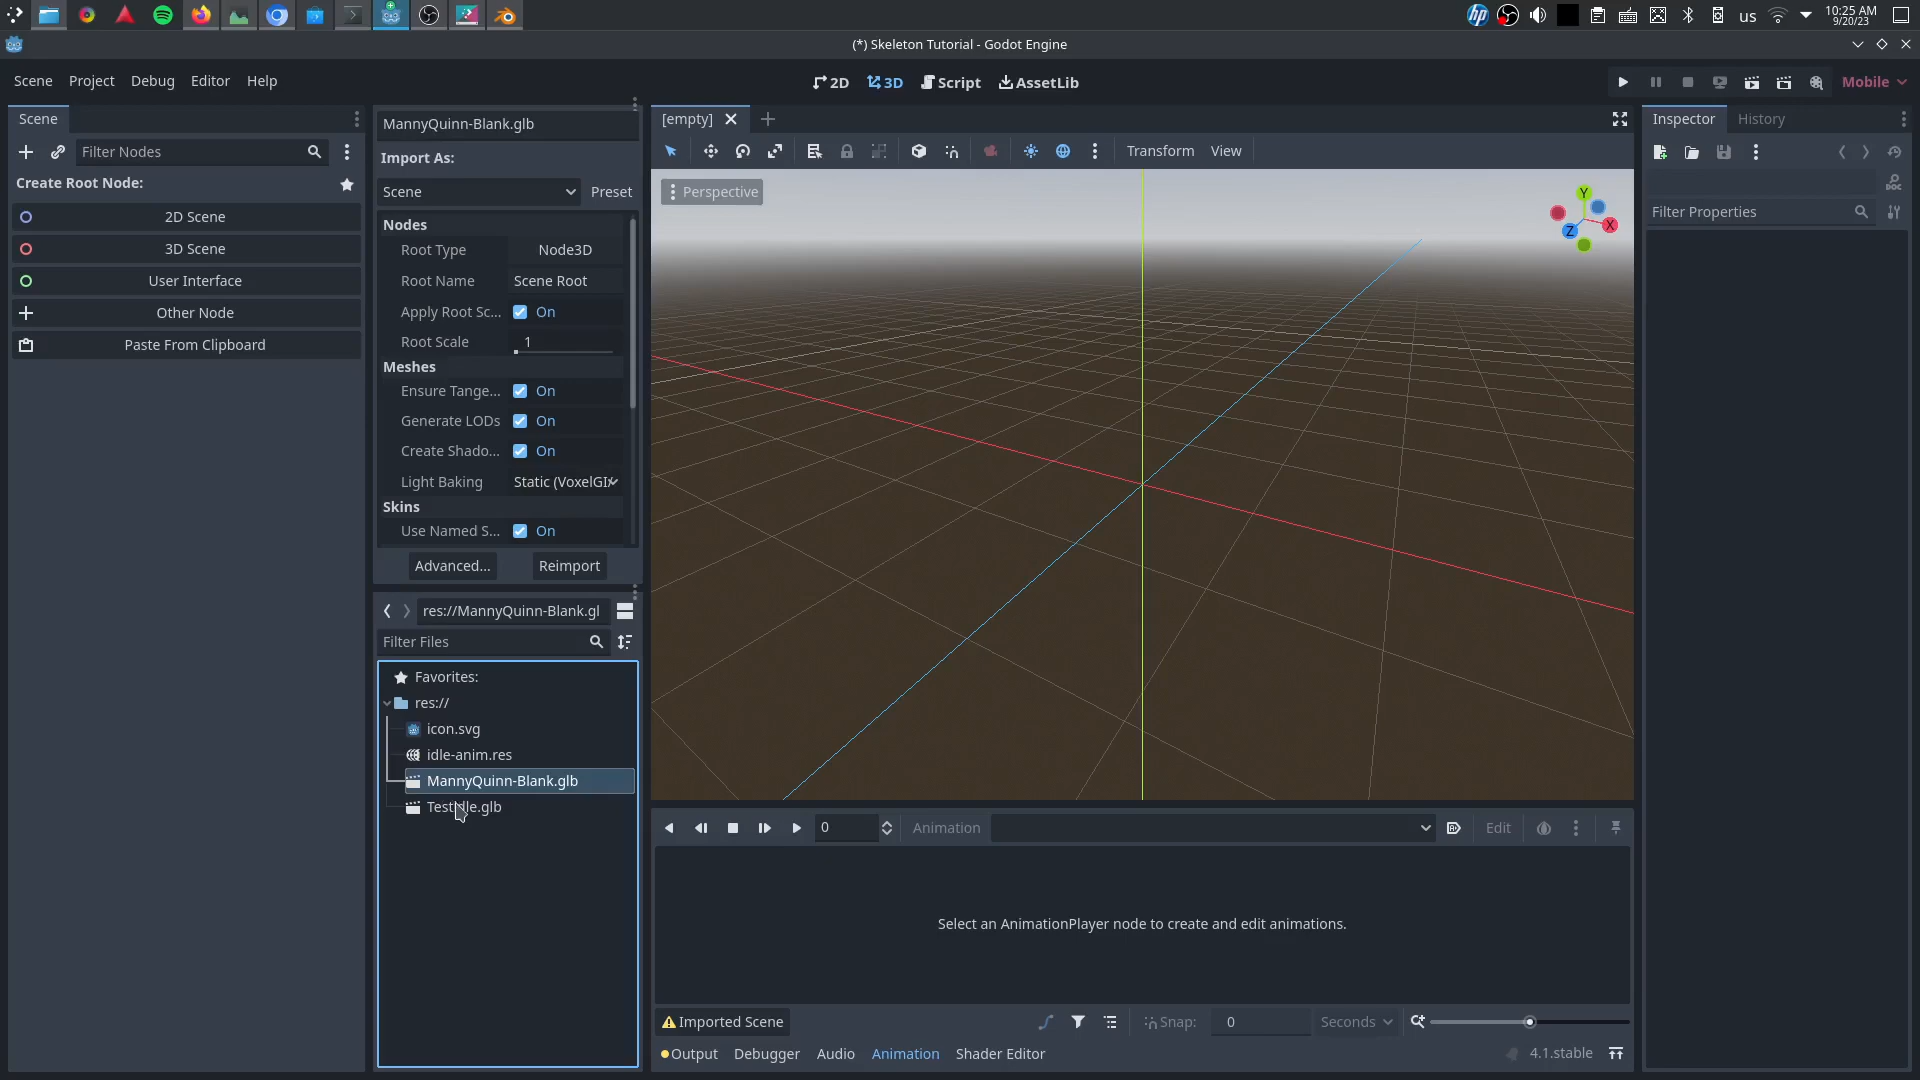 us
10:25 AM
9/20/23
(*) Skeleton Tutorial - Godot Engine
Scene Project Debug Editor Help
2D 3D Script AssetLib
Mobile
Scene
Filter Nodes
Create Root Node:
2D Scene
3D Scene
User Interface
Other Node
Paste From Clipboard
MannyQuinn-Blank.glb
Import As:
Scene Preset
Nodes
Root Type Node3D
Root Name Scene Root
Apply Root Sc... On
Root Scale 1
Meshes
Ensure Tange... On
Generate LODs On
Create Shado... On
Light Baking Static (VoxelGI/
Skins
Use Named S... On
Advanced... Reimport
res://MannyQuinn-Blank.gl
Filter Files
Favorites:
res://
icon.svg
idle-anim.res
MannyQuinn-Blank.glb
[empty]
Transform View
Perspective
Y
X
Z
0 Animation Edit
Select an AnimationPlayer node to create and edit animations.
Imported Scene Snap: 0 Seconds
Output Debugger Audio Animation Shader Editor 4.1.stable
Inspector History
DOC
Filter Properties